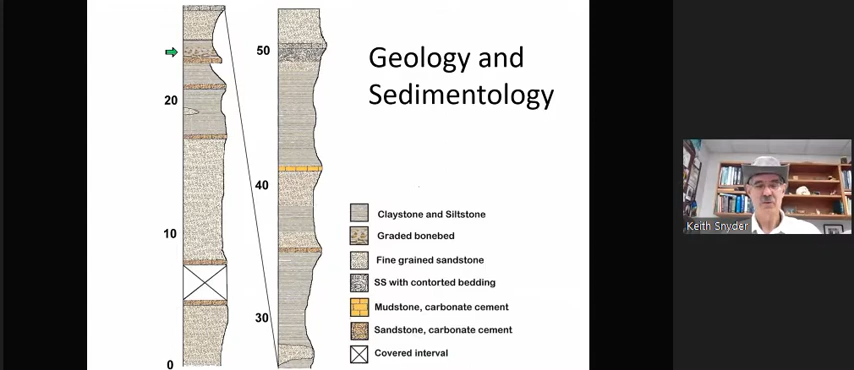 Geology and
Sedimentology
20
10
0
50
40
30
Claystone and Siltstone
Graded bonebed
Fine grained sandstone
SS with contorted bedding
Mudstone, carbonate cement
Sandstone, carbonate cement
Covered interval
Keith Snyder